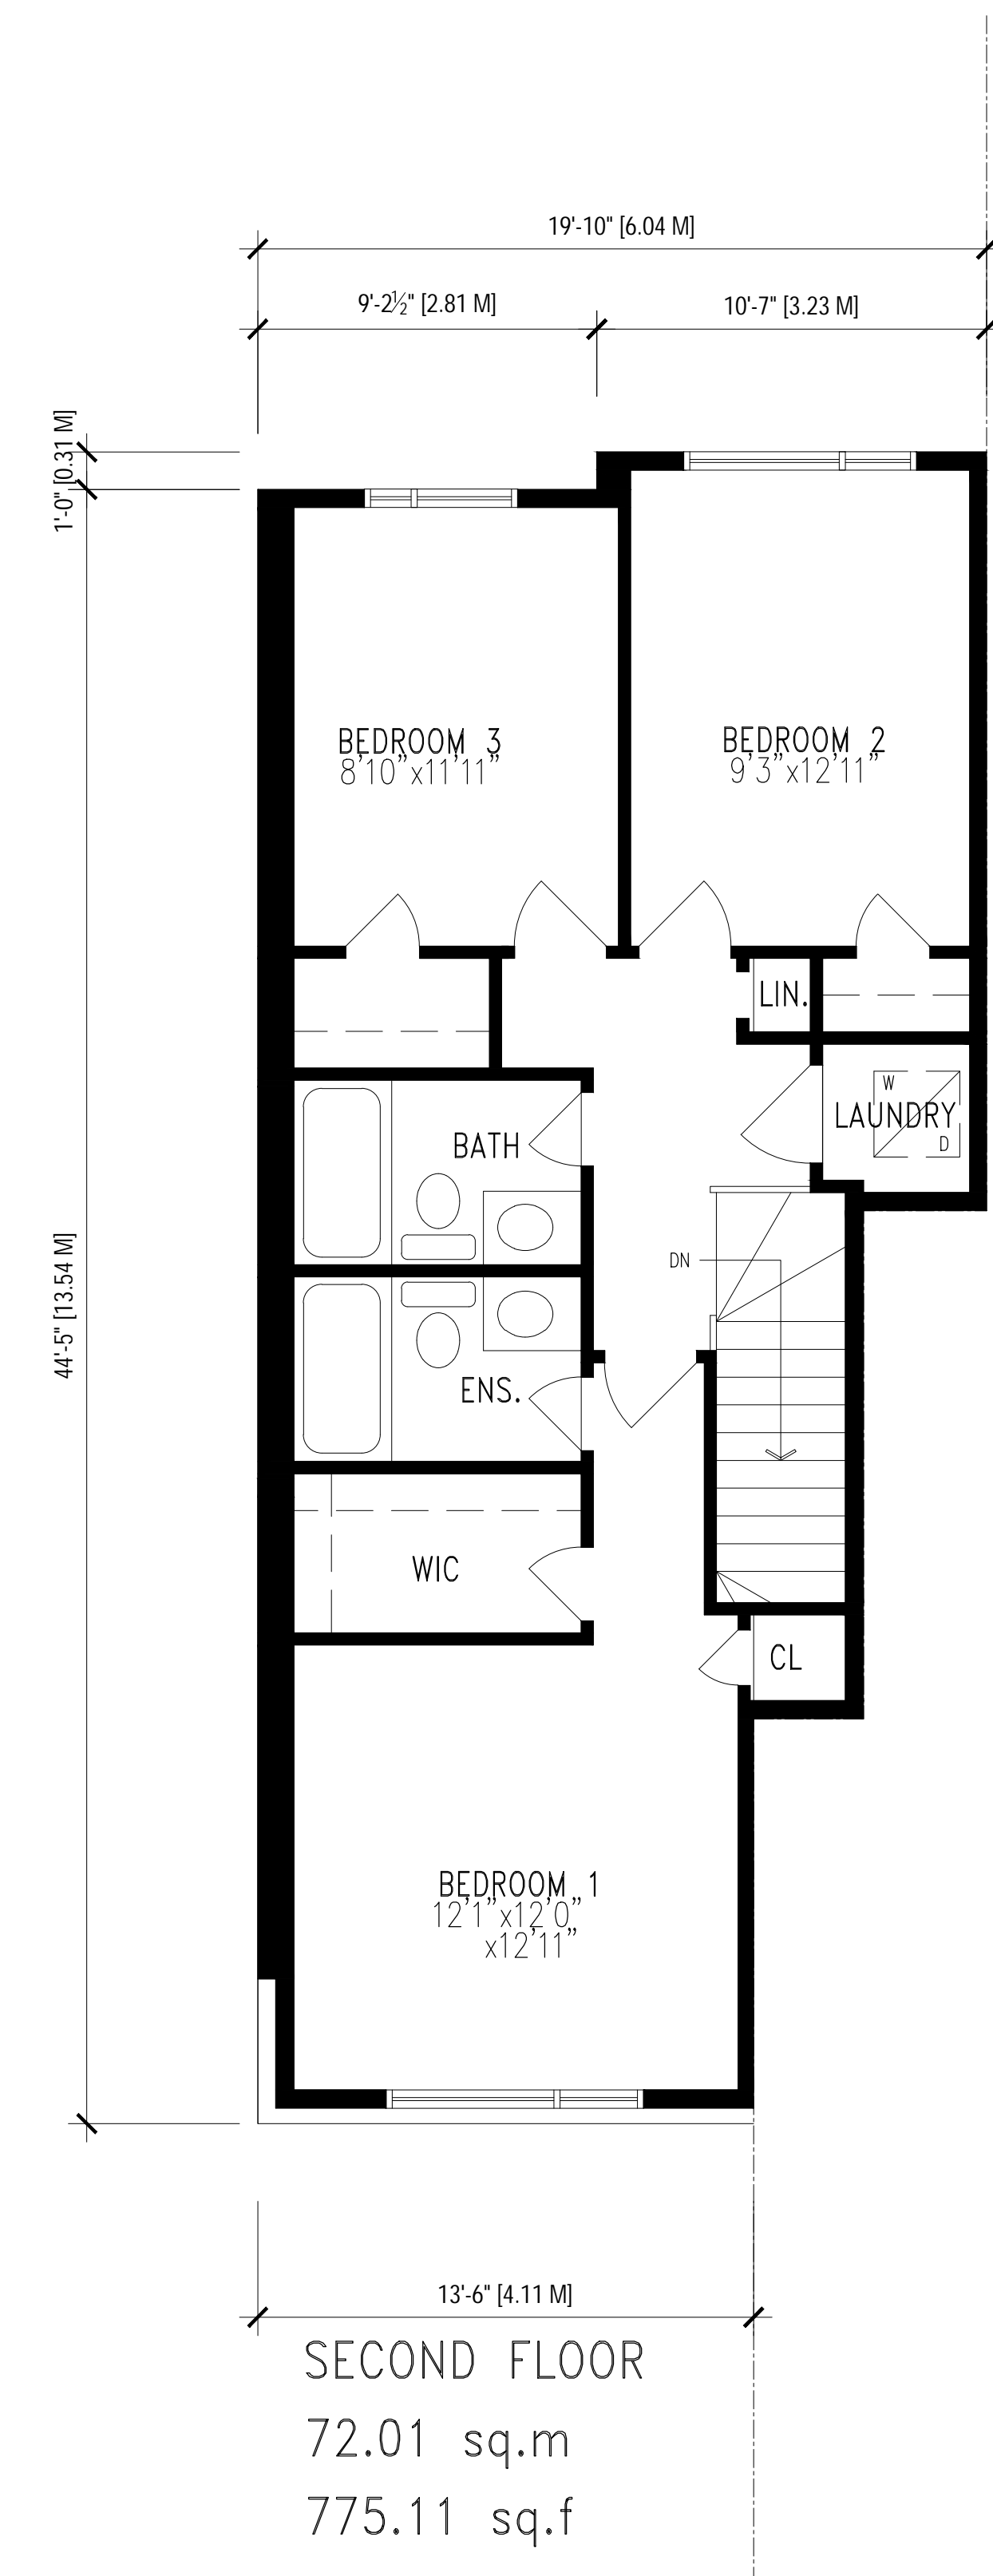 19'-10" [6.04 M]
9'-2½" [2.81 M]
10'-7" [3.23 M]
1'-0" [0.31 M]
BEDROOM 3
8'10"x11'11"
BEDROOM 2
9'3"x12'11"
LIN.
W
LAUNDRY
D
BATH
DN
44'-5" [13.54 M]
ENS.
WIC
CL
BEDROOM 1
12'1"x12'0"
x12'11"
13'-6" [4.11 M]
SECOND FLOOR
72.01 sq.m
775.11 sq.f